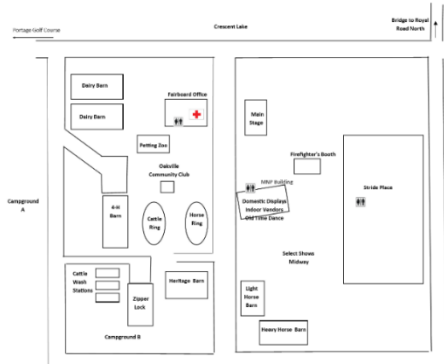 Portage Golf Course
Crescent Lake
Bridge to Royal
Road North
Dairy Barn
Dairy Barn
Fairboard Office
Petting Zoo
Main
Stage
Firefighter's Booth
Oakville
Community Club
MNP Building
Domestic Displays
Indoor Vendors
Old Time Dance
Stride Place
Campground
A
4-H
Barn
Cattle
Ring
Horse
Ring
Select Shows
Midway
Cattle
Wash
Stations
Zipper
Lock
Heritage Barn
Light
Horse
Barn
Campground B
Heavy Horse Barn